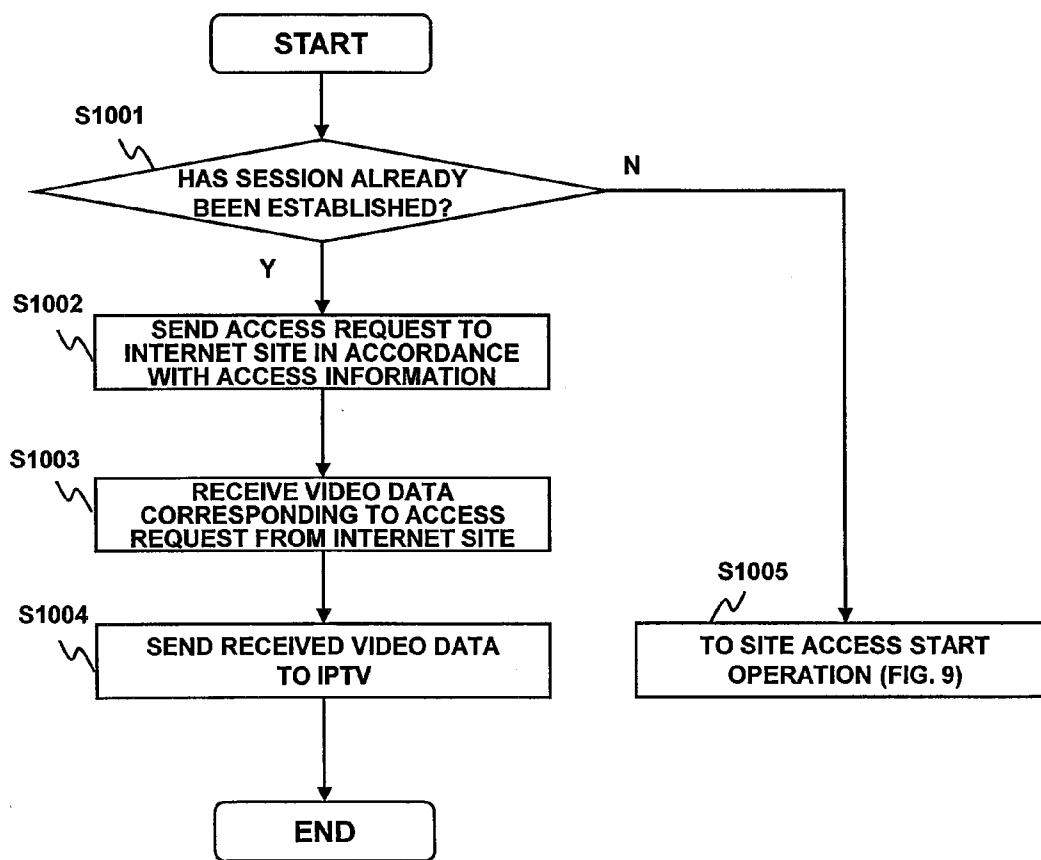 START
S1001
HAS SESSION ALREADY
BEEN ESTABLISHED?
N
Y
S1002
SEND ACCESS REQUEST TO
INTERNET SITE IN ACCORDANCE
WITH ACCESS INFORMATION
S1003
RECEIVE VIDEO DATA
CORRESPONDING TO ACCESS
REQUEST FROM INTERNET SITE
S1004
SEND RECEIVED VIDEO DATA
TO IPTV
S1005
TO SITE ACCESS START
OPERATION (FIG. 9)
END